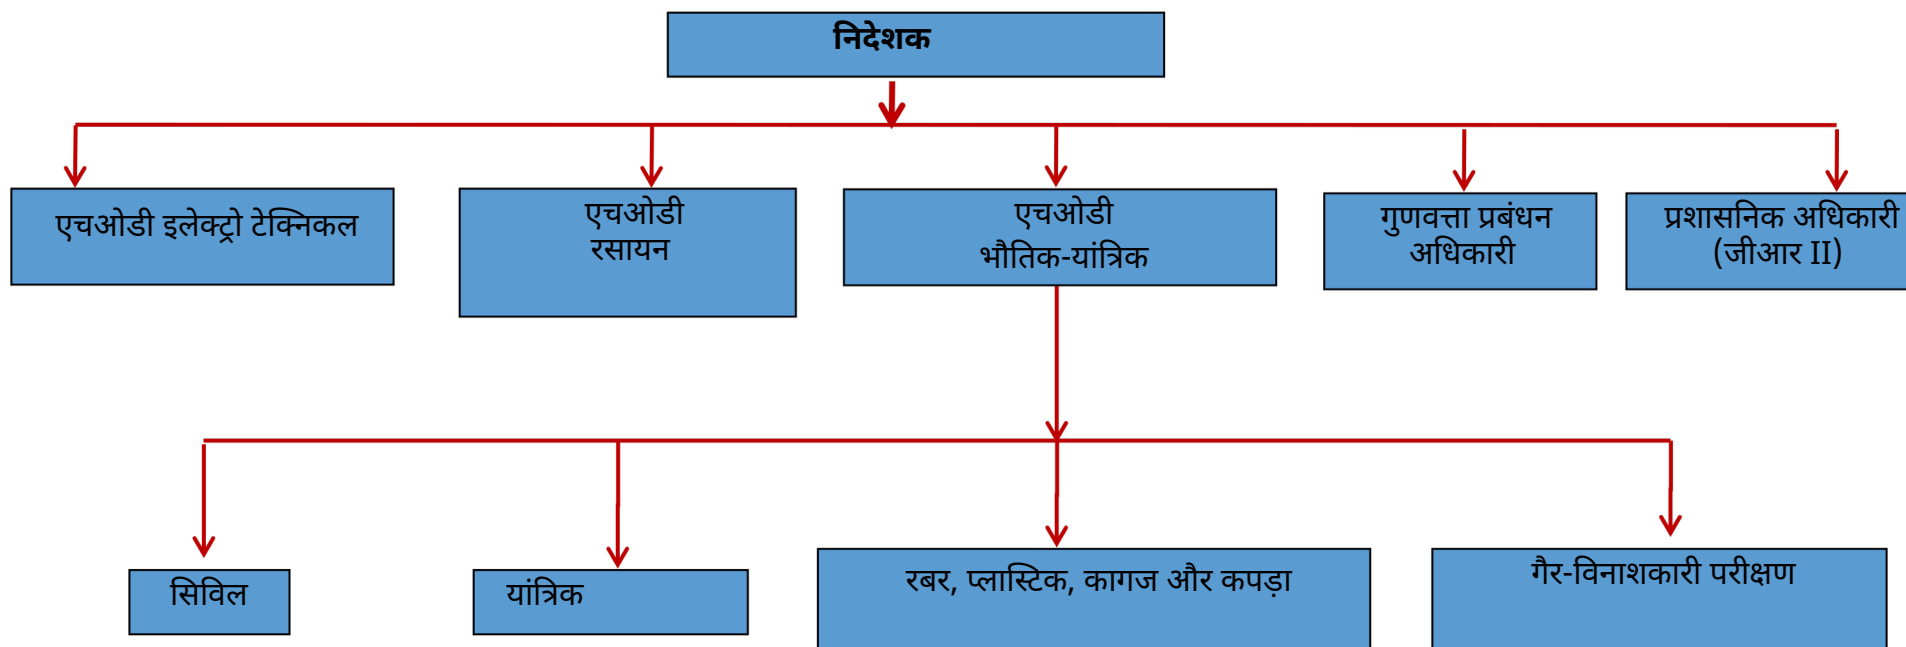 निदेशक
एचओडी इलेक्ट्रो टेक्निकल
एचओडी
रसायन
एचओडी
भौतिक-यांत्रिक
गुणवत्ता प्रबंधन
अधिकारी
प्रशासनिक अधिकारी
(जीआर II)
सिविल
यांत्रिक
रबर, प्लास्टिक, कागज और कपड़ा
गैर-विनाशकारी परीक्षण